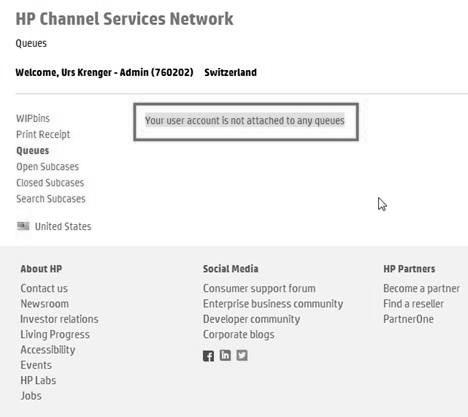 HP Channel Services Network
Queues
Welcome, Urs Krenger - Admin (760202) Switzerland
WIPbins
Your user account is not attached to any queues
Print Receipt
Queues
Open Subcases
Closed Subcases
Search Subcases
United States
About HP
Contact us
Newsroom
Investor relations
Living Progress
Accessibility
Events
HP Labs
Jobs
Social Media
Consumer support forum
Enterprise business community
Developer community
Corporate blogs
HP Partners
Become a partner
Find a reseller
PartnerOne